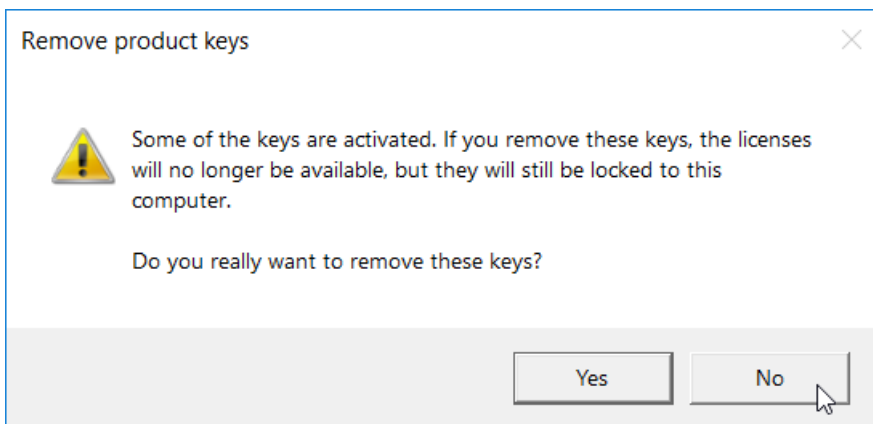 Remove product keys
Some of the keys are activated. If you remove these keys, the licenses
will no longer be available, but they will still be locked to this
computer.
Do you really want to remove these keys?
Yes
No